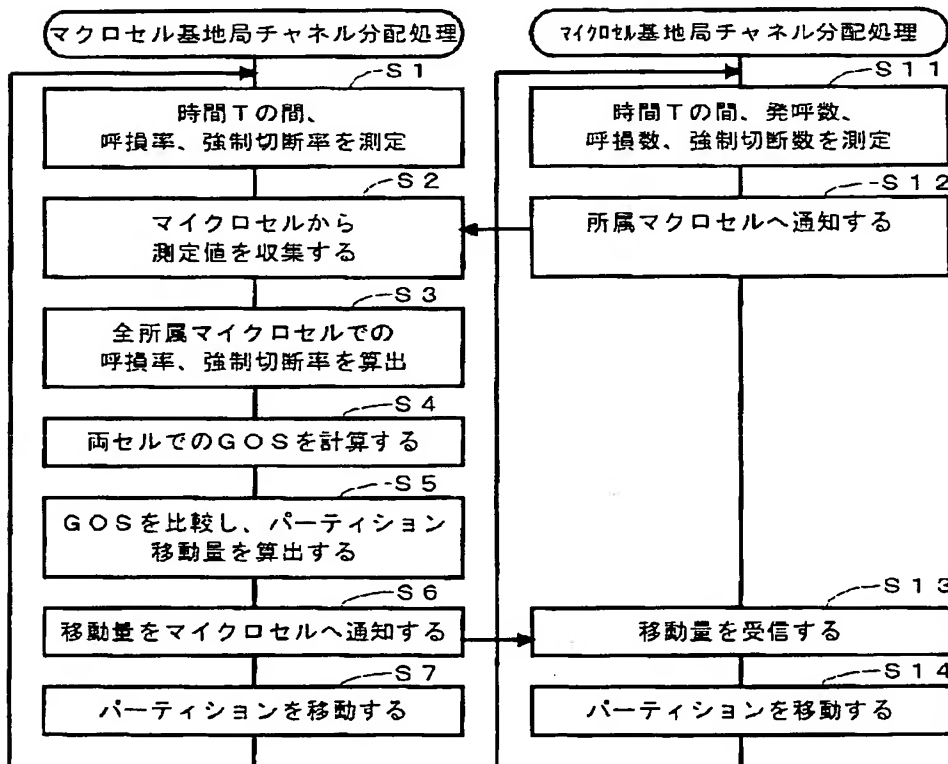 マクロセル基地局チャネル分配処理
S1
時間Tの間、
呼損率、強制切断率を測定
S2
マイクロセルから
測定値を収集する
S3
全所属マイクロセルでの
呼損率、強制切断率を算出
S4
両セルでのGOSを計算する
S5
GOSを比較し、パーティション
移動量を算出する
S6
移動量をマイクロセルへ通知する
S7
パーティションを移動する
マイクロセル基地局チャネル分配処理
S11
時間Tの間、発呼数、
呼損数、強制切断数を測定
S12
所属マクロセルへ通知する
S13
移動量を受信する
S14
パーティションを移動する